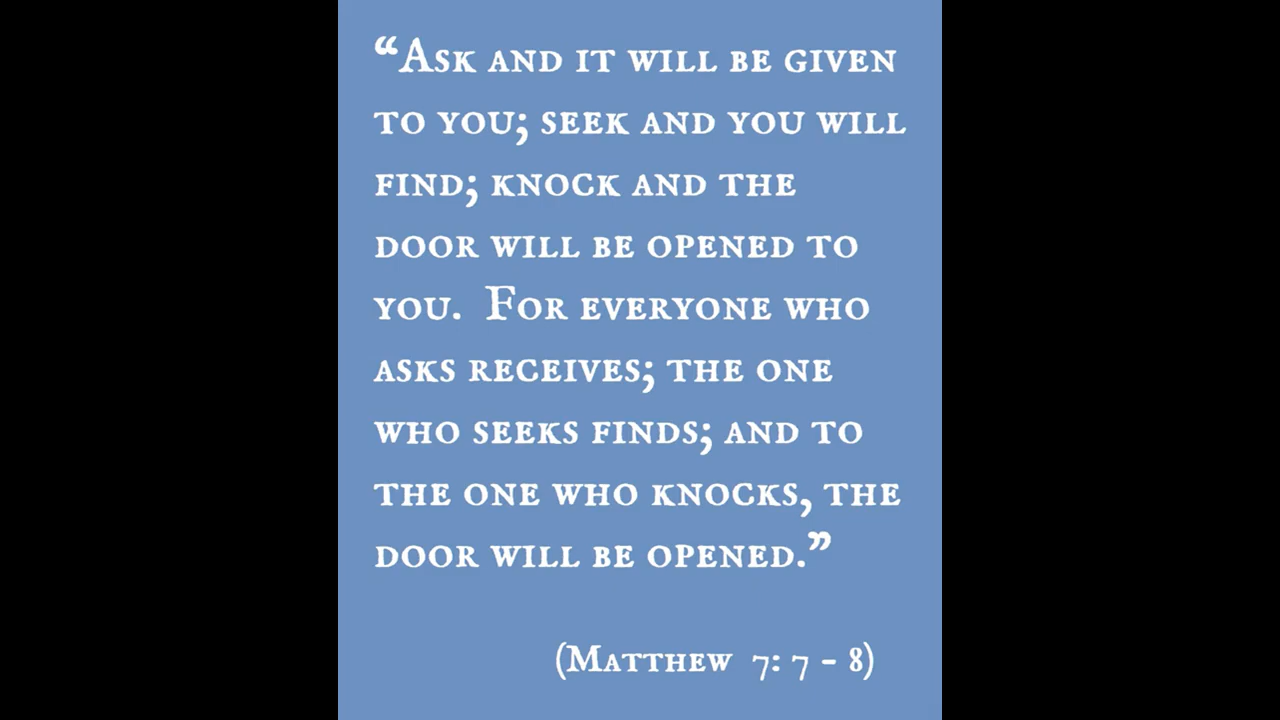 “Ask and it will be given
to you; seek and you will
find; knock and the
door will be opened to
you.  For everyone who
asks receives; the one
who seeks finds; and to
the one who knocks, the
door will be opened.”
(Matthew  7: 7 – 8)